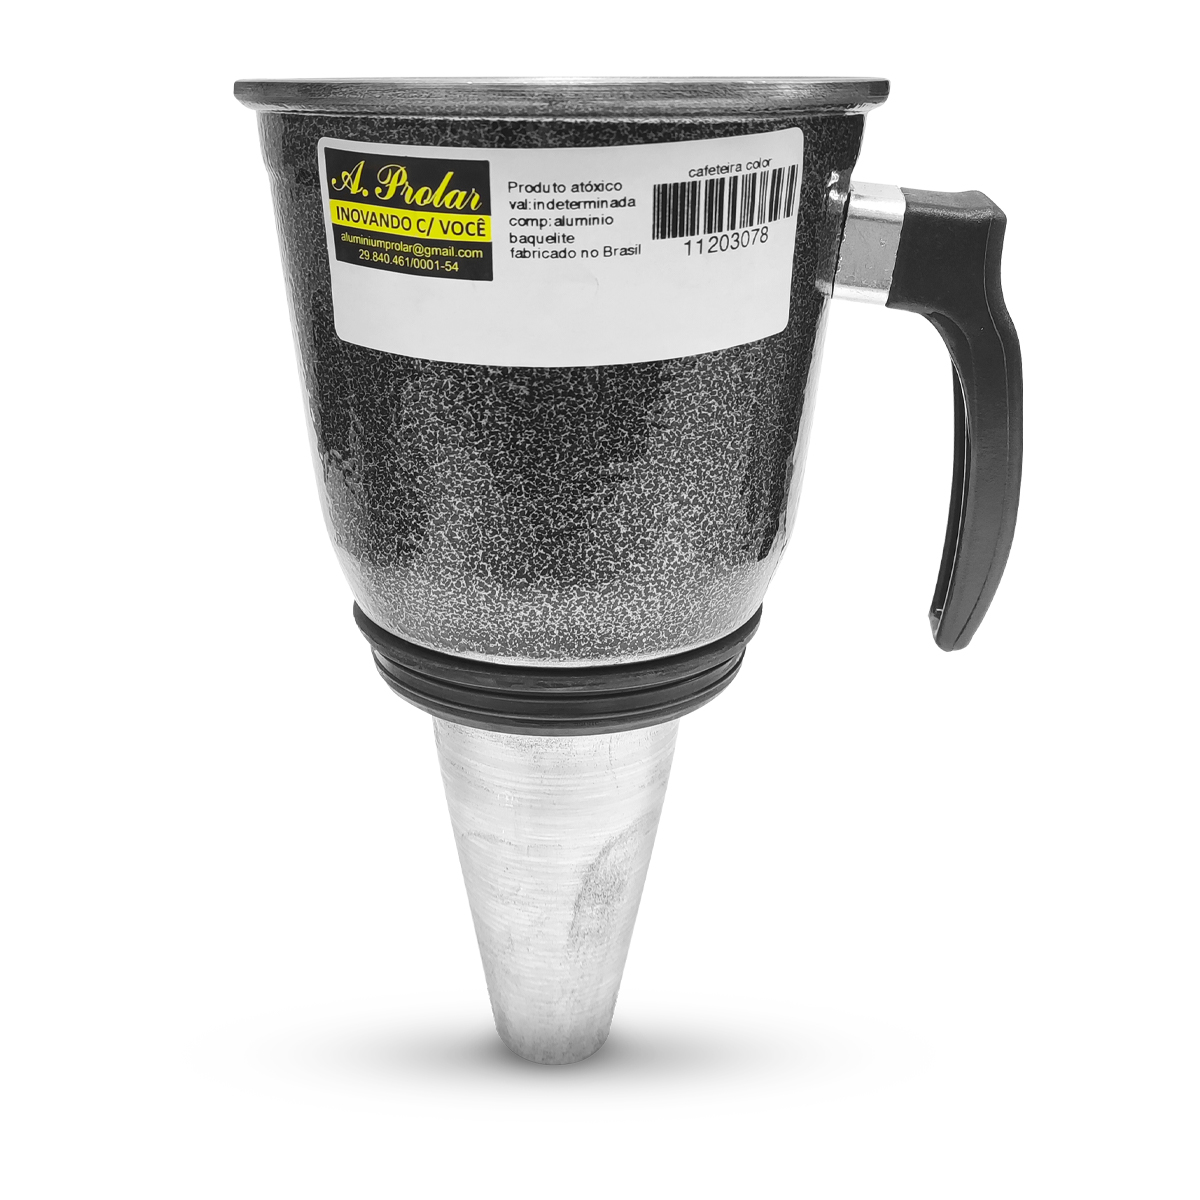 A. Prolar
INOVANDO C/ VOCÊ
aluminiumprolar@gmail.com
29.840.461/0001-54
Produto atóxico
val:indeterminada
comp:aluminio
baquelite
fabricado no Brasil
cafeteira color
11203078